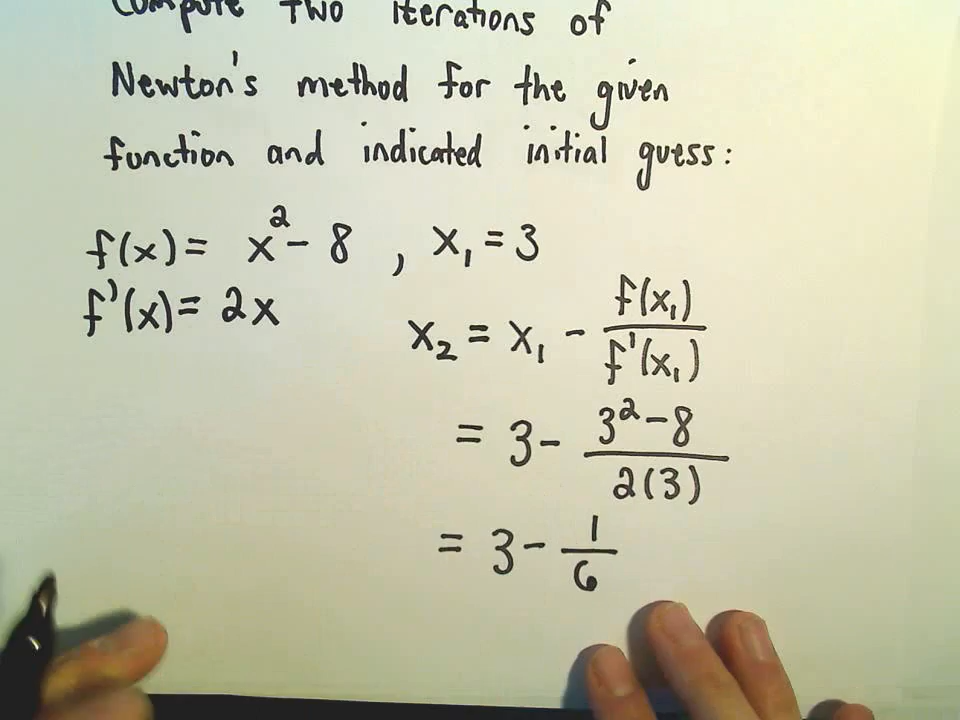 Compute two iterations of
Newton's method for the given
function and indicated initial guess:
f(x) = x² - 8 , x₁ = 3
f'(x) = 2x
x₂ = x₁ - f(x₁)/f'(x₁)
= 3 - (3² - 8)/(2(3))
= 3 - 1/6